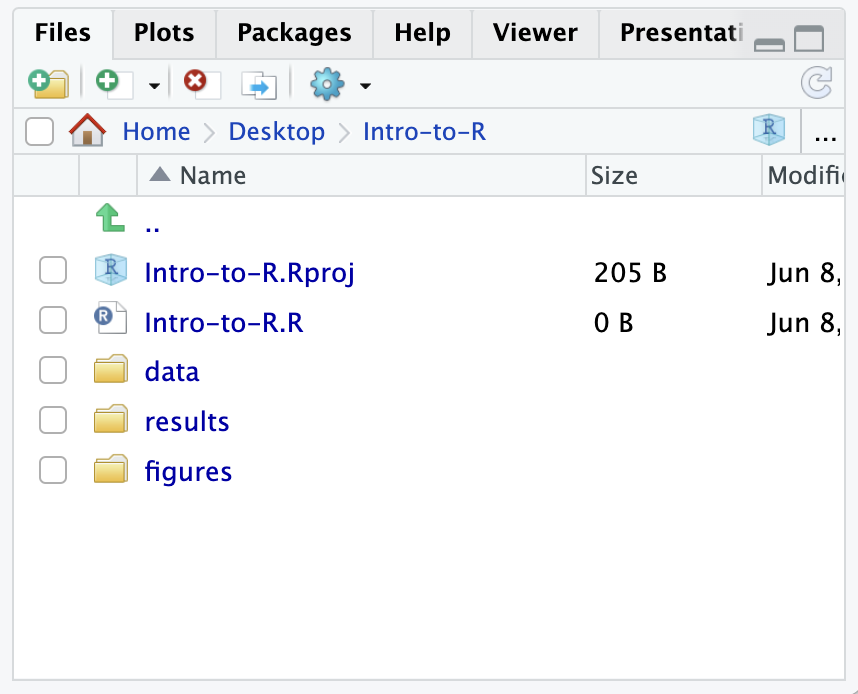 Files Plots Packages Help Viewer Presentati
Home Desktop Intro-to-R R ...
Name Size Modifi
..
R Intro-to-R.Rproj 205 B Jun 8,
R Intro-to-R.R 0 B Jun 8,
data
results
figures